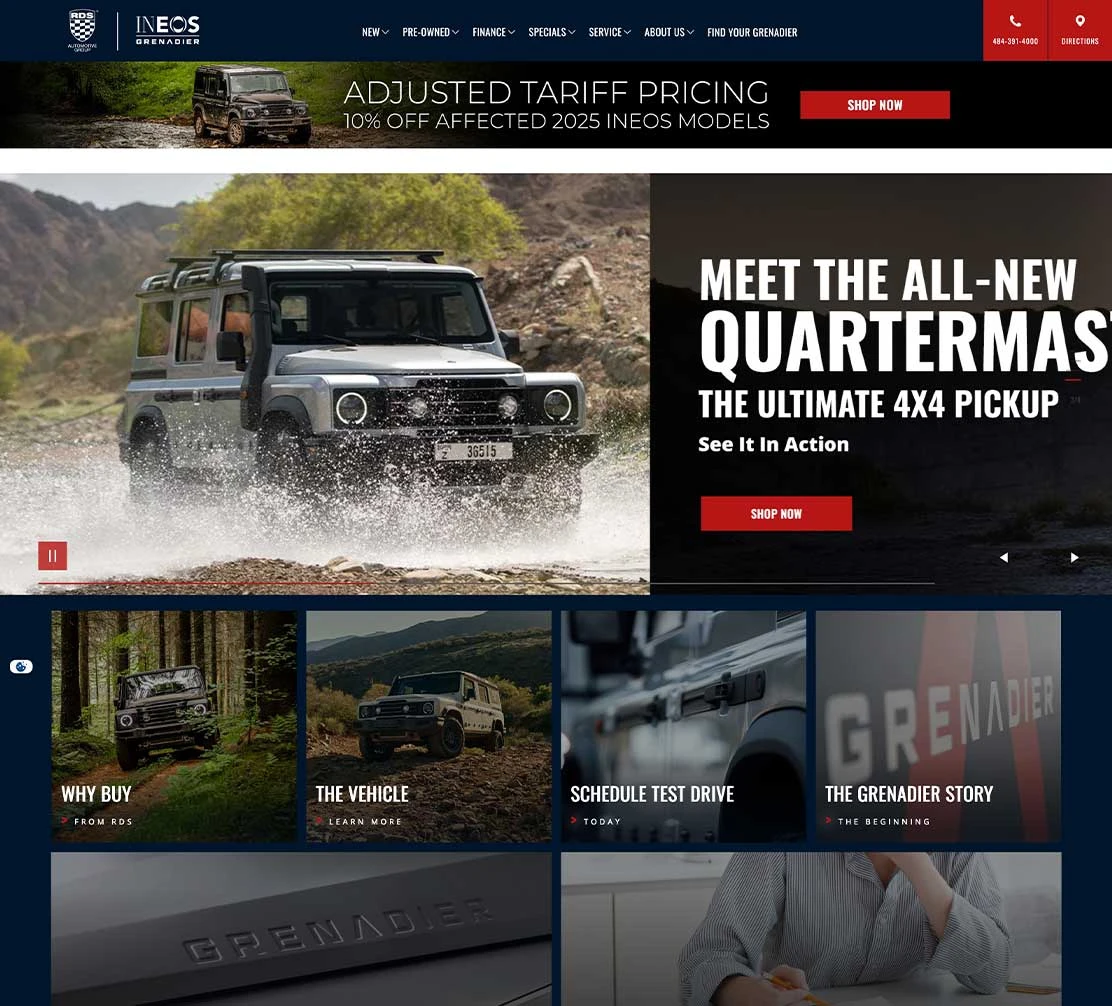 RDS
AUTOMOTIVE
GROUP
INEOS
GRENADIER
NEW
PRE-OWNED
FINANCE
SPECIALS
SERVICE
ABOUT US
FIND YOUR GRENADIER
484-391-4000
DIRECTIONS
ADJUSTED TARIFF PRICING
10% OFF AFFECTED 2025 INEOS MODELS
SHOP NOW
MEET THE ALL-NEW
QUARTERMAS
THE ULTIMATE 4X4 PICKUP
See It In Action
SHOP NOW
36515
WHY BUY
FROM RDS
THE VEHICLE
LEARN MORE
SCHEDULE TEST DRIVE
TODAY
THE GRENADIER STORY
THE BEGINNING
GRENADIER
GRENADIER